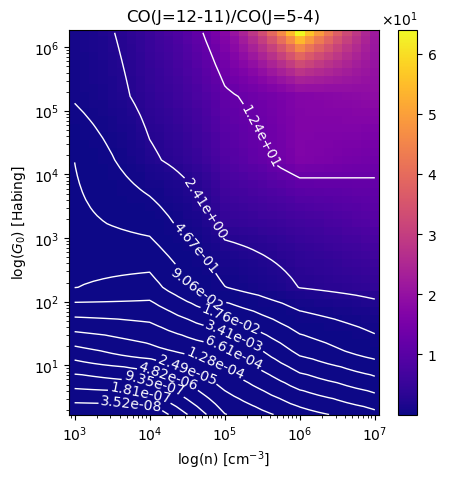 CO(J=12-11)/CO(J=5-4)
×10¹
10⁶
10⁵
10⁴
10³
10²
10¹
log(G₀) [Habing]
1.24e+01
2.41e+00
4.67e-01
9.06e-02
1.76e-02
3.41e-03
6.61e-04
1.28e-04
2.49e-05
4.82e-06
9.35e-07
1.81e-07
3.52e-08
6
5
4
3
2
1
10³ 10⁴ 10⁵ 10⁶ 10⁷
log(n) [cm⁻³]